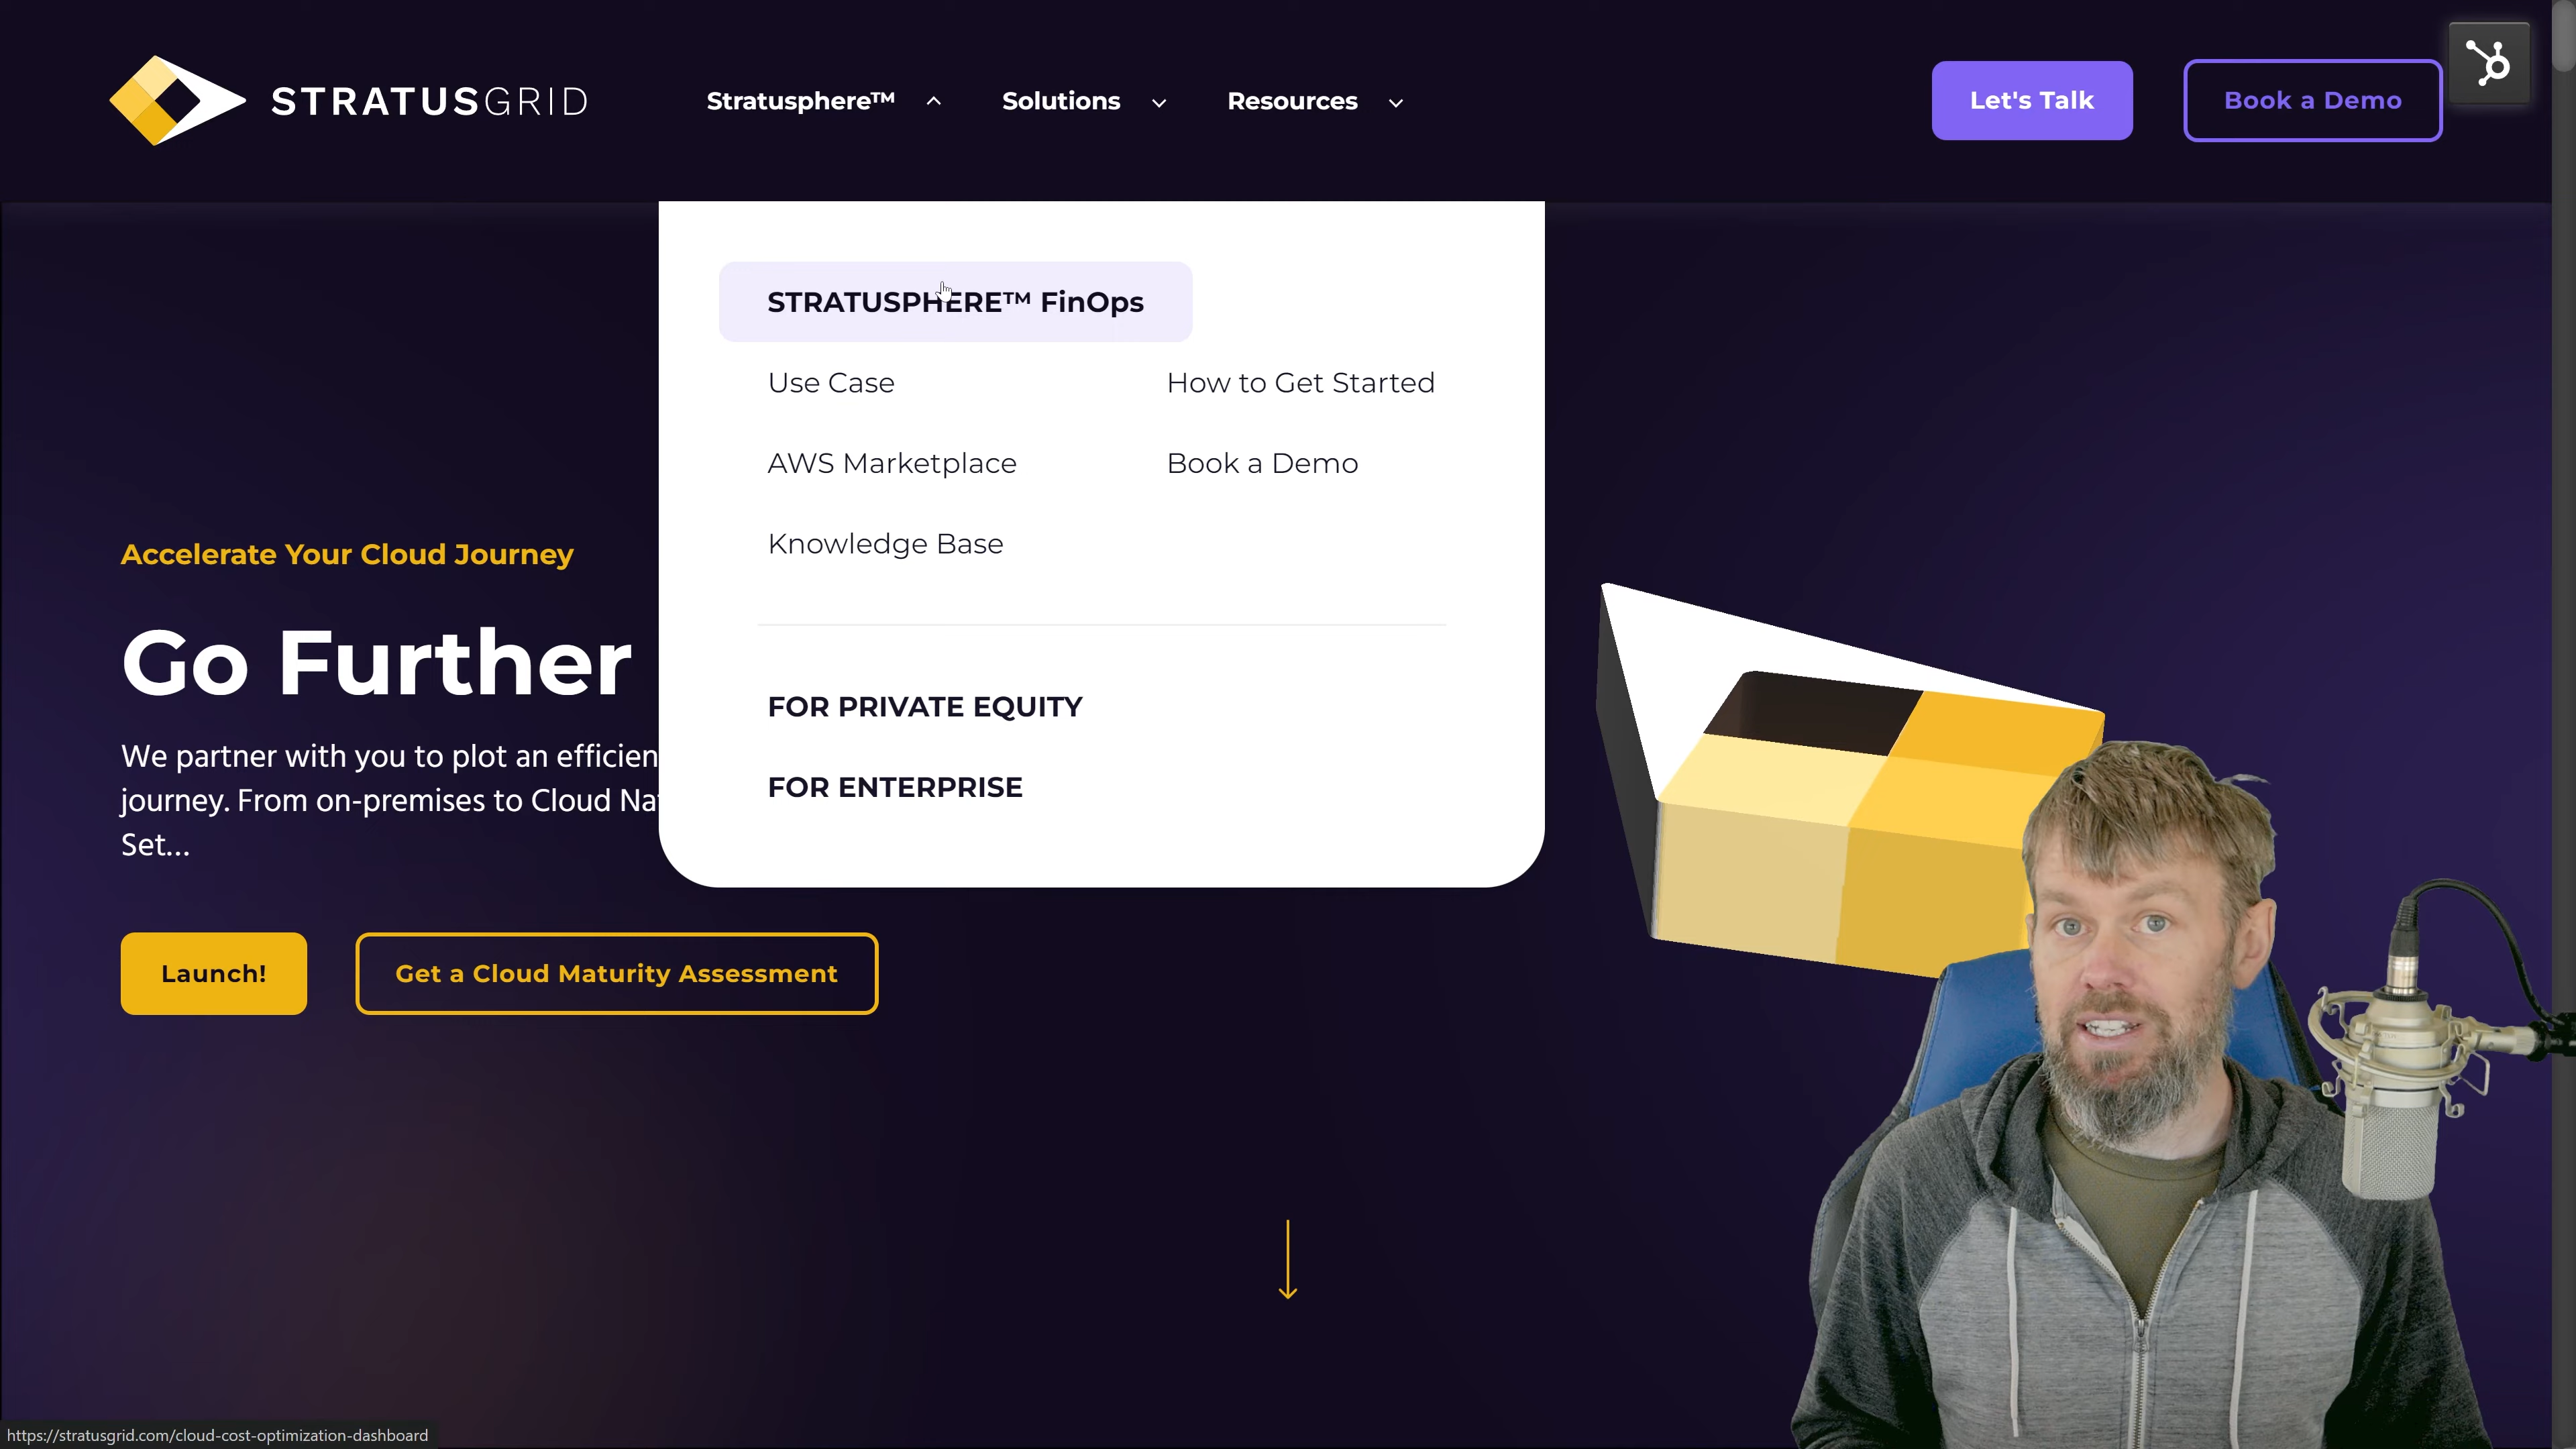 STRATUSGRID
Stratusphere™
Solutions
Resources
Let's Talk
Book a Demo
STRATUSPHERE™ FinOps
Use Case
How to Get Started
AWS Marketplace
Book a Demo
Knowledge Base
FOR PRIVATE EQUITY
FOR ENTERPRISE
Accelerate Your Cloud Journey
Go Further
We partner with you to plot an efficien
journey. From on-premises to Cloud Na
Set...
Launch!
Get a Cloud Maturity Assessment
https://stratusgrid.com/cloud-cost-optimization-dashboard